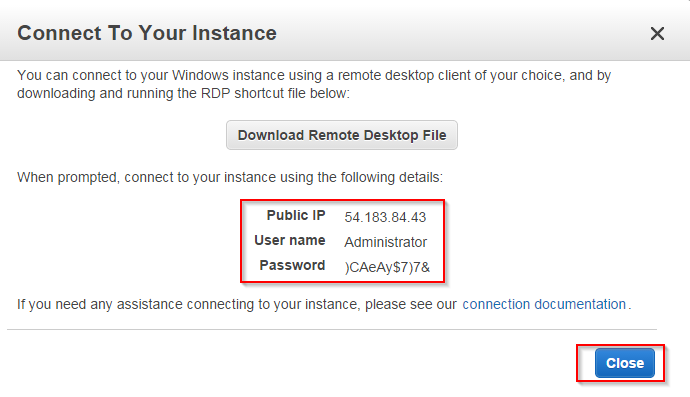 Connect To Your Instance
You can connect to your Windows instance using a remote desktop client of your choice, and by
downloading and running the RDP shortcut file below:
Download Remote Desktop File
When prompted, connect to your instance using the following details:
Public IP 54.183.84.43
User name Administrator
Password )CAeAy$7)7&
If you need any assistance connecting to your instance, please see our connection documentation.
Close